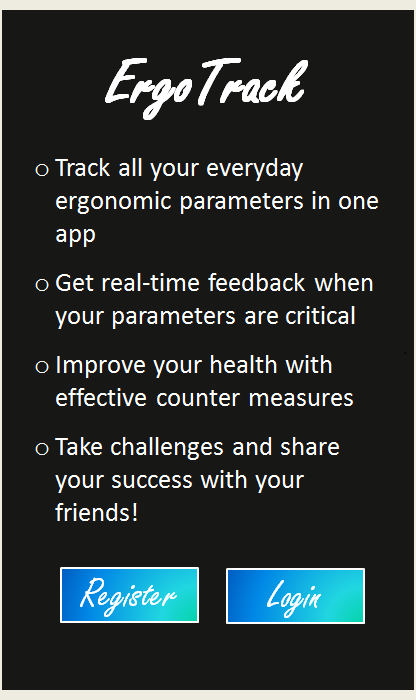 ErgoTrack
o Track all your everyday
ergonomic parameters in one
app
o Get real-time feedback when
your parameters are critical
o Improve your health with
effective counter measures
o Take challenges and share
your success with your
friends!
Register Login